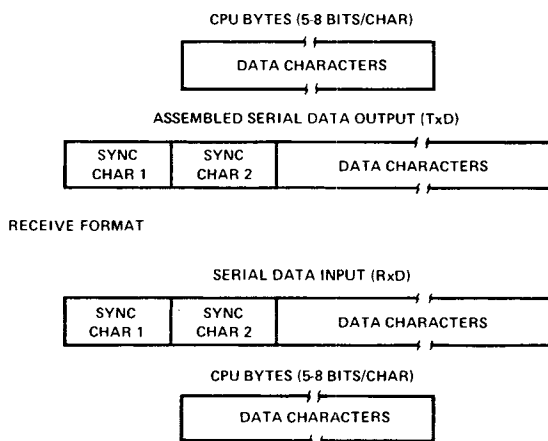 CPU BYTES (5-8 BITS/CHAR)
DATA CHARACTERS
ASSEMBLED SERIAL DATA OUTPUT (TxD)
SYNC CHAR 1
SYNC CHAR 2
DATA CHARACTERS
RECEIVE FORMAT
SERIAL DATA INPUT (RxD)
SYNC CHAR 1
SYNC CHAR 2
DATA CHARACTERS
CPU BYTES (5-8 BITS/CHAR)
DATA CHARACTERS